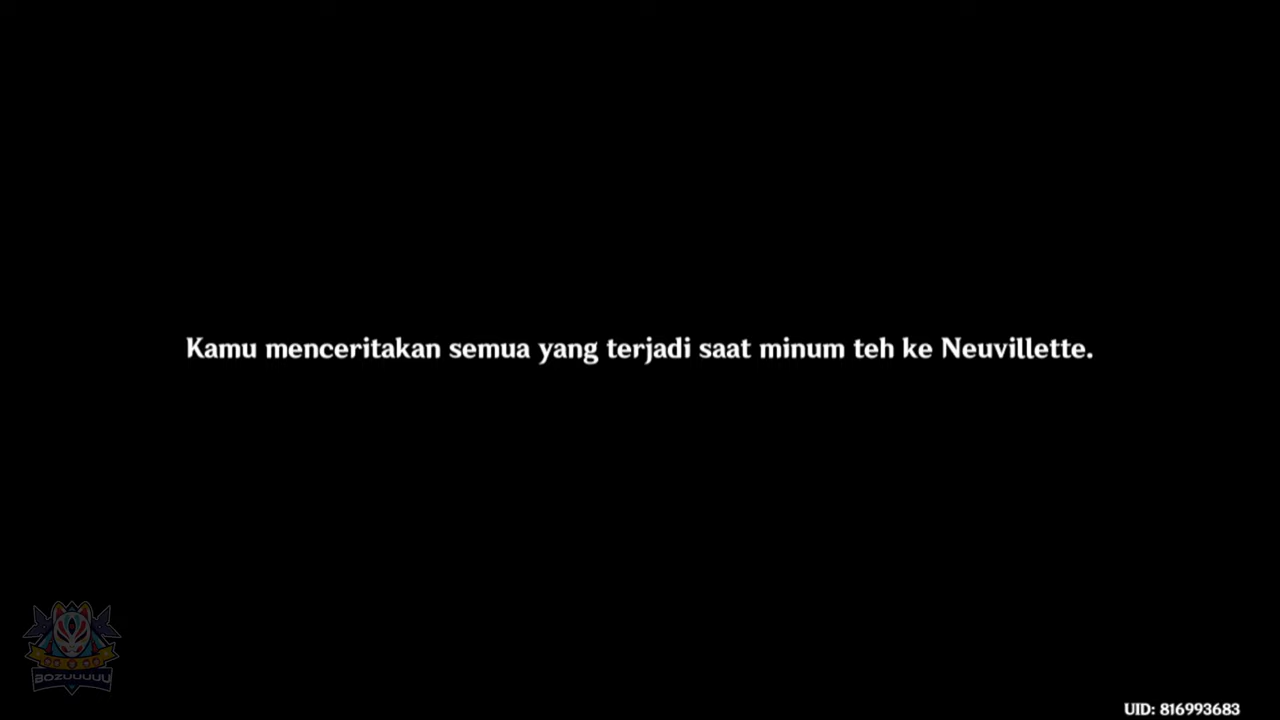 Kamu menceritakan semua yang terjadi saat minum teh ke Neuvillette.
BOZUUUUU
UID: 816993683